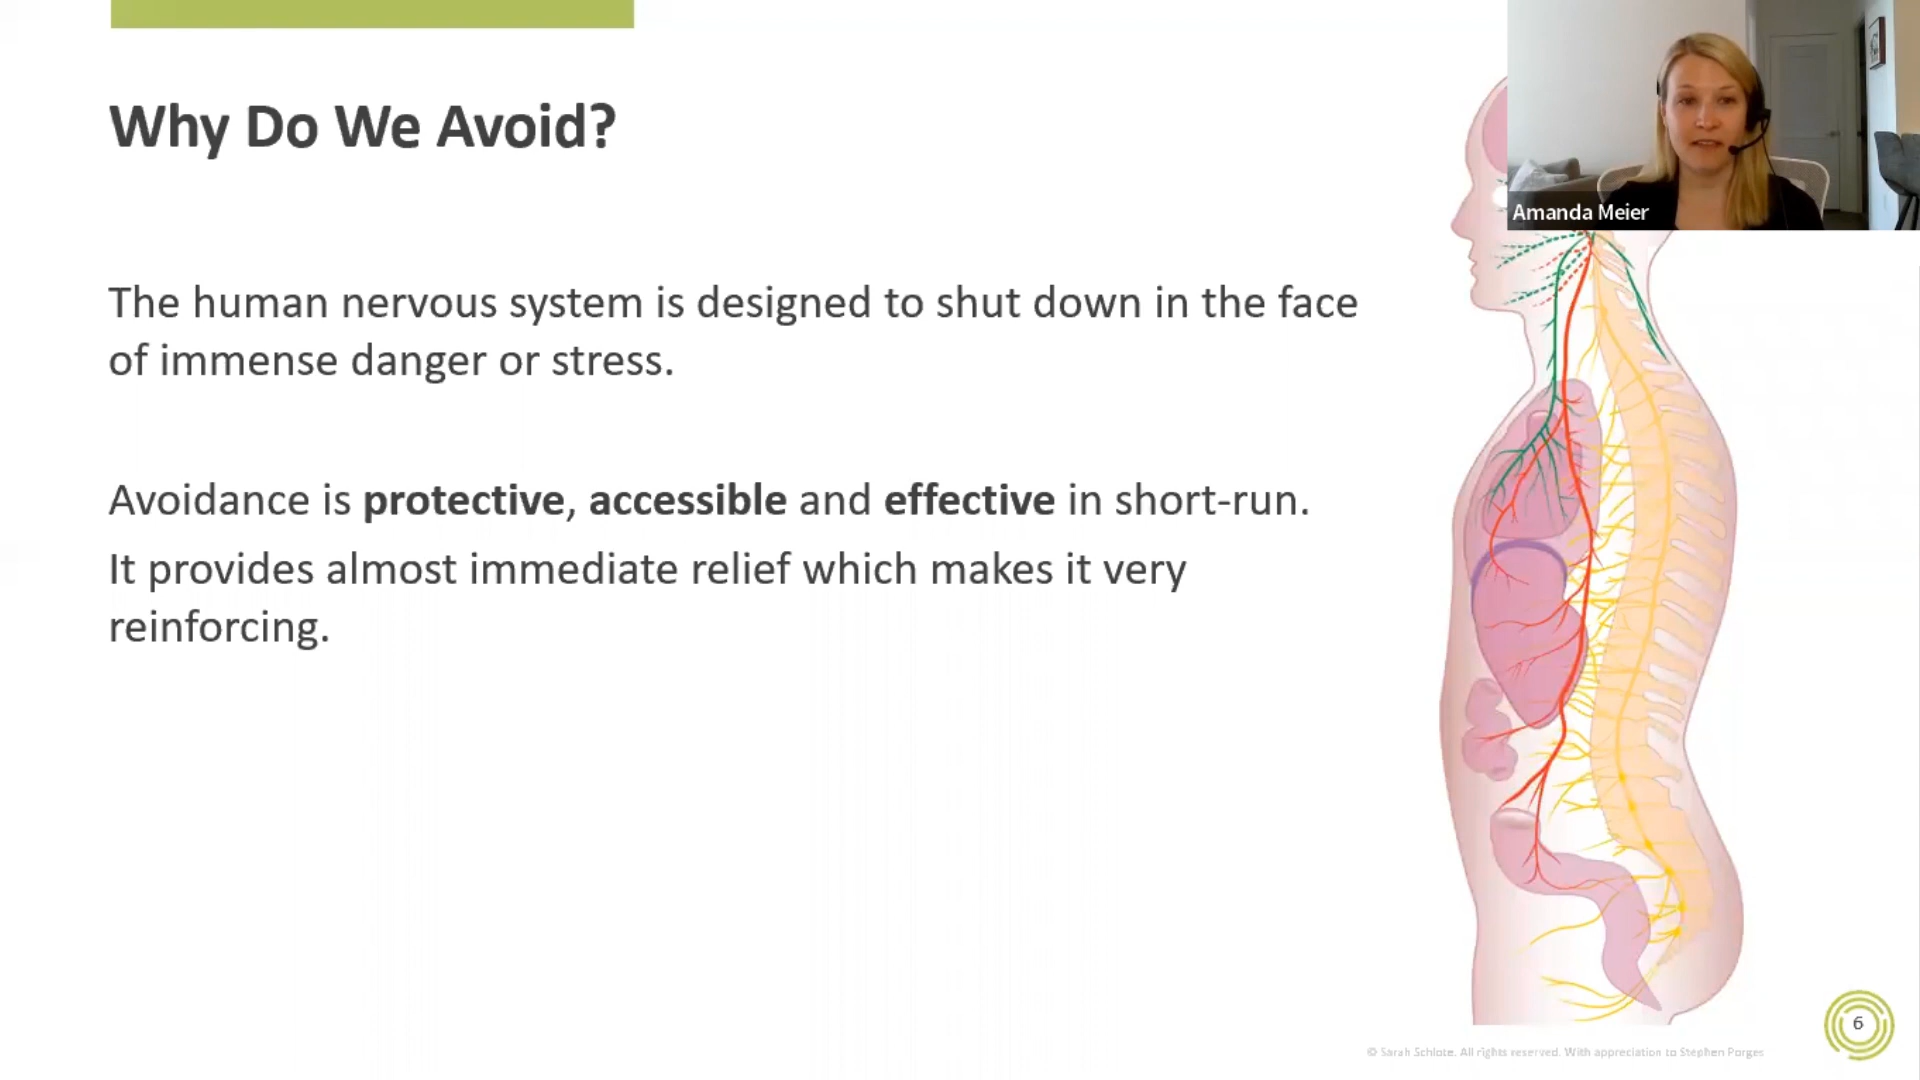 Why Do We Avoid?
Amanda Meier
The human nervous system is designed to shut down in the face
of immense danger or stress.
Avoidance is protective, accessible and effective in short-run.
It provides almost immediate relief which makes it very
reinforcing.
6
© Sarah Schlote. All rights reserved. With appreciation to Stephen Porges